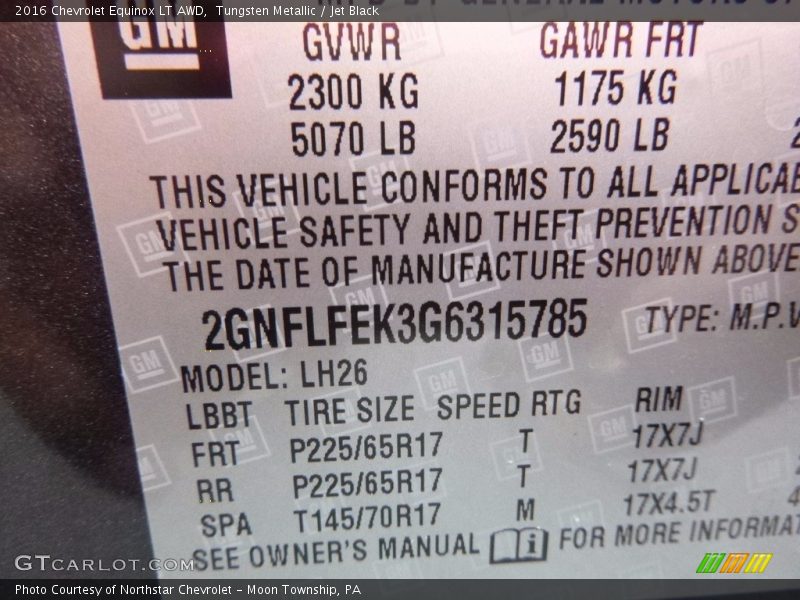 2016 Chevrolet Equinox LT AWD, Tungsten Metallic / Jet Black
GM
GVWR GAWR FRT
2300 KG 1175 KG
5070 LB 2590 LB
THIS VEHICLE CONFORMS TO ALL APPLICAB
VEHICLE SAFETY AND THEFT PREVENTION S
THE DATE OF MANUFACTURE SHOWN ABOVE
2GNFLFEK3G6315785 TYPE: M.P.V
MODEL: LH26
LBBT TIRE SIZE SPEED RTG RIM
FRT P225/65R17 T 17X7J
RR P225/65R17 T 17X7J
SPA T145/70R17 M 17X4.5T 4
SEE OWNER'S MANUAL i FOR MORE INFORMAT
GTCARLOT.COM
Photo Courtesy of Northstar Chevrolet – Moon Township, PA